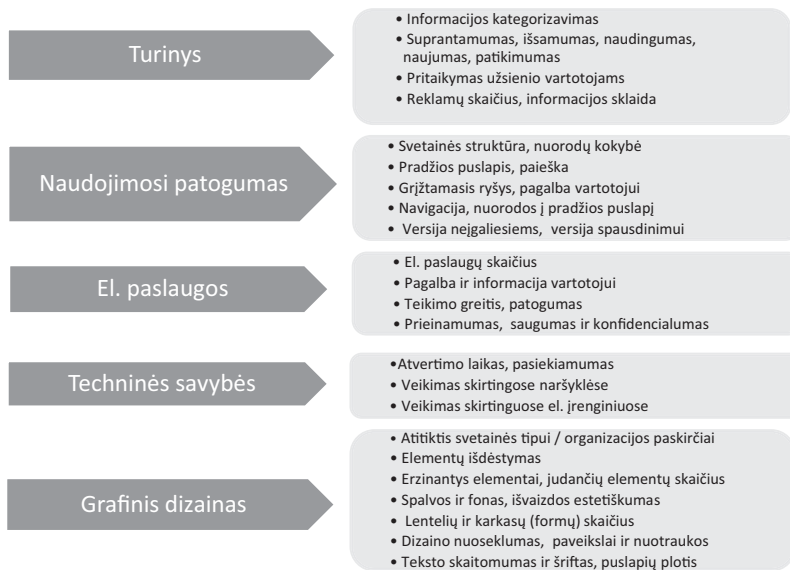 Turinys
• Informacijos kategorizavimas
• Suprantamumas, išsamumas, naudingumas,
naujumas, patikimumas
• Pritaikymas užsienio vartotojams
• Reklamų skaičius, informacijos sklaida
Naudojimosi patogumas
• Svetainės struktūra, nuorodų kokybė
• Pradžios puslapis, paieška
• Grįžtamasis ryšys, pagalba vartotojui
• Navigacija, nuorodos į pradžios puslapį
• Versija neįgaliesiems, versija spausdinimui
El. paslaugos
• El. paslaugų skaičius
• Pagalba ir informacija vartotojui
• Teikimo greitis, patogumas
• Prieinamumas, saugumas ir konfidencialumas
Techninės savybės
•Atvertimo laikas, pasiekiamumas
• Veikimas skirtingose naršyklėse
• Veikimas skirtinguose el. įrenginiuose
Grafinis dizainas
• Atitiktis svetainės tipui / organizacijos paskirčiai
• Elementų išdėstymas
• Erzinantys elementai, judančių elementų skaičius
• Spalvos ir fonas, išvaizdos estetiškumas
• Lentelių ir karkasų (formų) skaičius
• Dizaino nuoseklumas, paveikslai ir nuotraukos
• Teksto skaitomumas ir šriftas, puslapių plotis